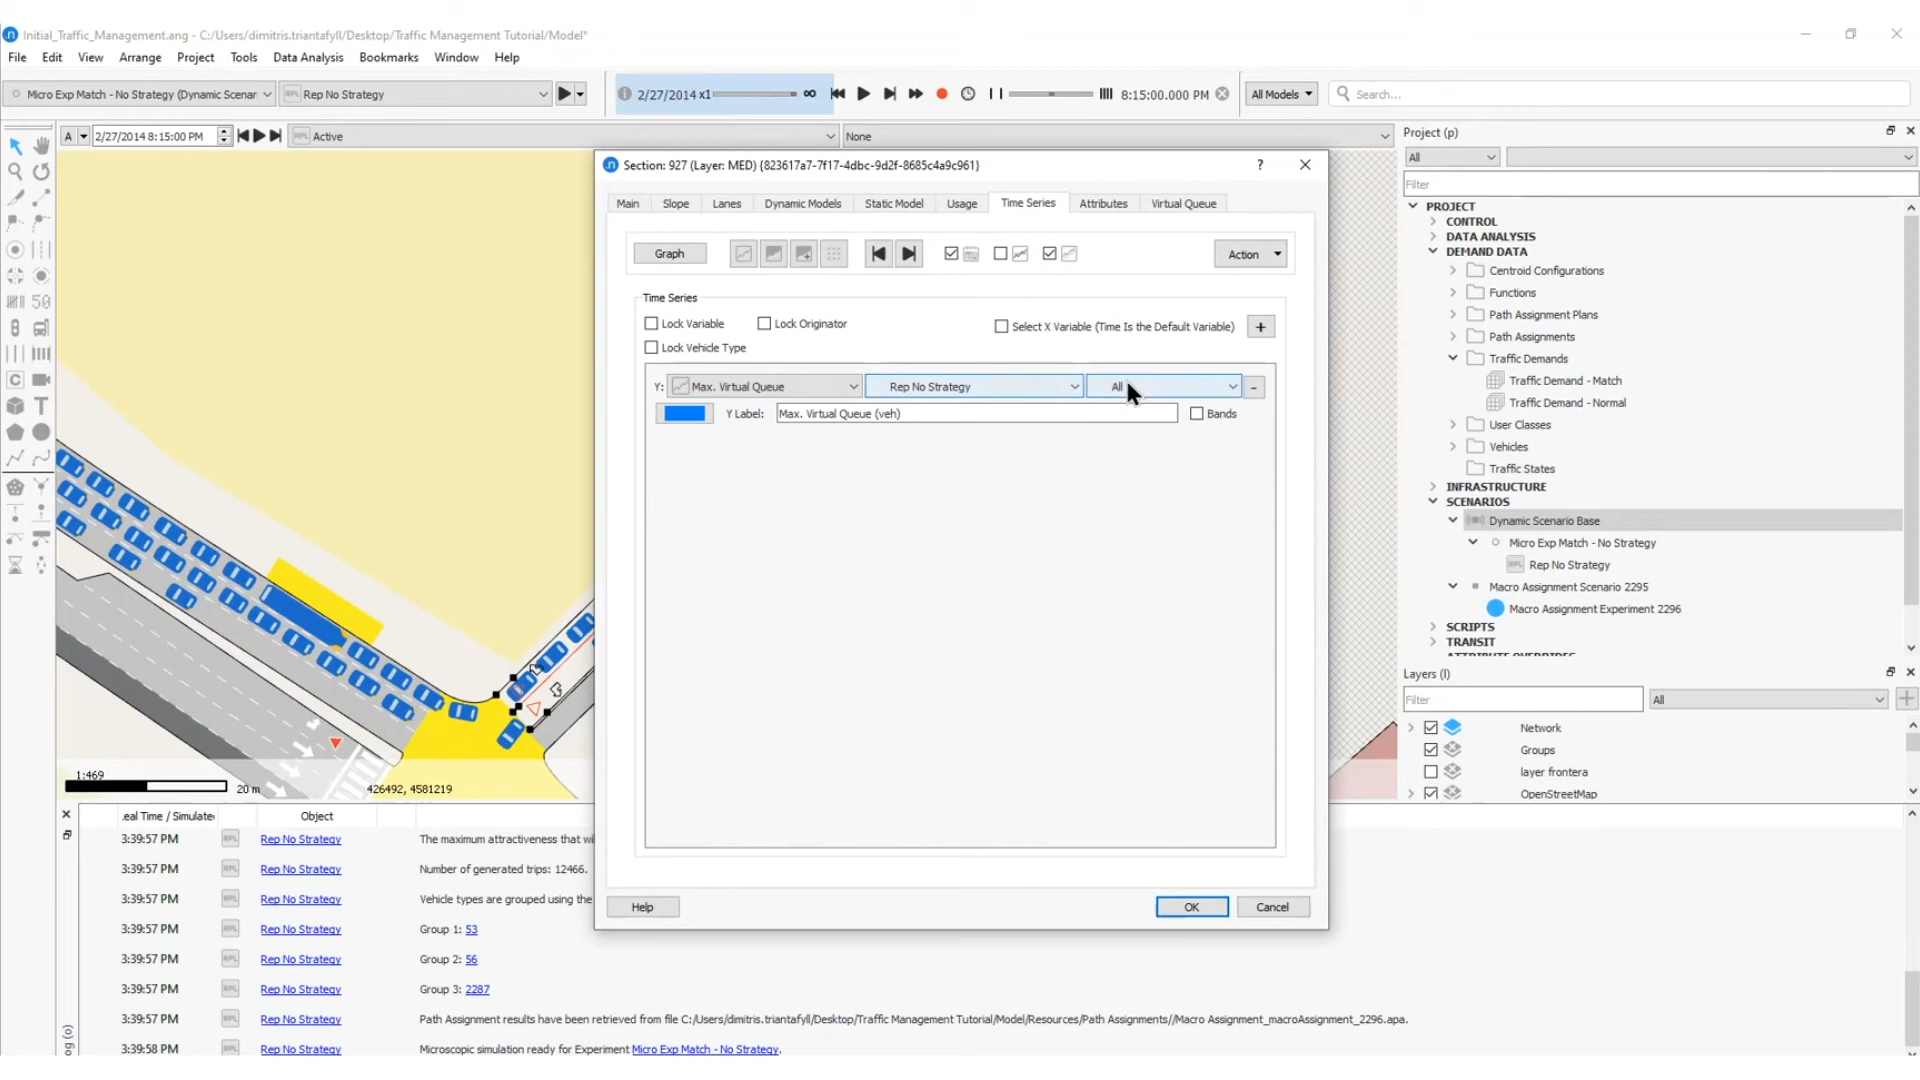 Initial_Traffic_Management.ang - C:/Users/dimitris.triantafyll/Desktop/Traffic Management Tutorial/Model*
File Edit View Arrange Project Tools Data Analysis Bookmarks Window Help
Micro Exp Match - No Strategy (Dynamic Scenar
RPL Rep No Strategy
2/27/2014 x1
8:15:00.000 PM
All Models
Search...
A 2/27/2014 8:15:00 PM
RPL Active
None
Section: 927 (Layer: MED) {823617a7-7f17-4dbc-9d2f-8685c4a9c961}
Main Slope Lanes Dynamic Models Static Model Usage Time Series Attributes Virtual Queue
Graph
Action
Time Series
Lock Variable
Lock Originator
Select X Variable (Time Is the Default Variable)
Lock Vehicle Type
Y: Max. Virtual Queue Rep No Strategy All
Y Label: Max. Virtual Queue (veh)
Bands
Help
OK
Cancel
1:469
20 m
426492, 4581219
Project (p)
All
Filter
PROJECT
CONTROL
DATA ANALYSIS
DEMAND DATA
Centroid Configurations
Functions
Path Assignment Plans
Path Assignments
Traffic Demands
Traffic Demand - Match
Traffic Demand - Normal
User Classes
Vehicles
Traffic States
INFRASTRUCTURE
SCENARIOS
Dynamic Scenario Base
Micro Exp Match - No Strategy
RPL Rep No Strategy
Macro Assignment Scenario 2295
Macro Assignment Experiment 2296
SCRIPTS
TRANSIT
Layers (l)
Filter
All
Network
Groups
layer frontera
OpenStreetMap
.eal Time / Simulate Object
3:39:57 PM RPL Rep No Strategy The maximum attractiveness that wi
3:39:57 PM RPL Rep No Strategy Number of generated trips: 12466.
3:39:57 PM RPL Rep No Strategy Vehicle types are grouped using the
3:39:57 PM RPL Rep No Strategy Group 1: 53
3:39:57 PM RPL Rep No Strategy Group 2: 56
3:39:57 PM RPL Rep No Strategy Group 3: 2287
3:39:57 PM RPL Rep No Strategy Path Assignment results have been retrieved from file C:/Users/dimitris.triantafyll/Desktop/Traffic Management Tutorial/Model/Resources/Path Assignments//Macro Assignment_macroAssignment_2296.apa.
3:39:58 PM RPL Rep No Strategy Microscopic simulation ready for Experiment Micro Exp Match - No Strategy.
og (o)